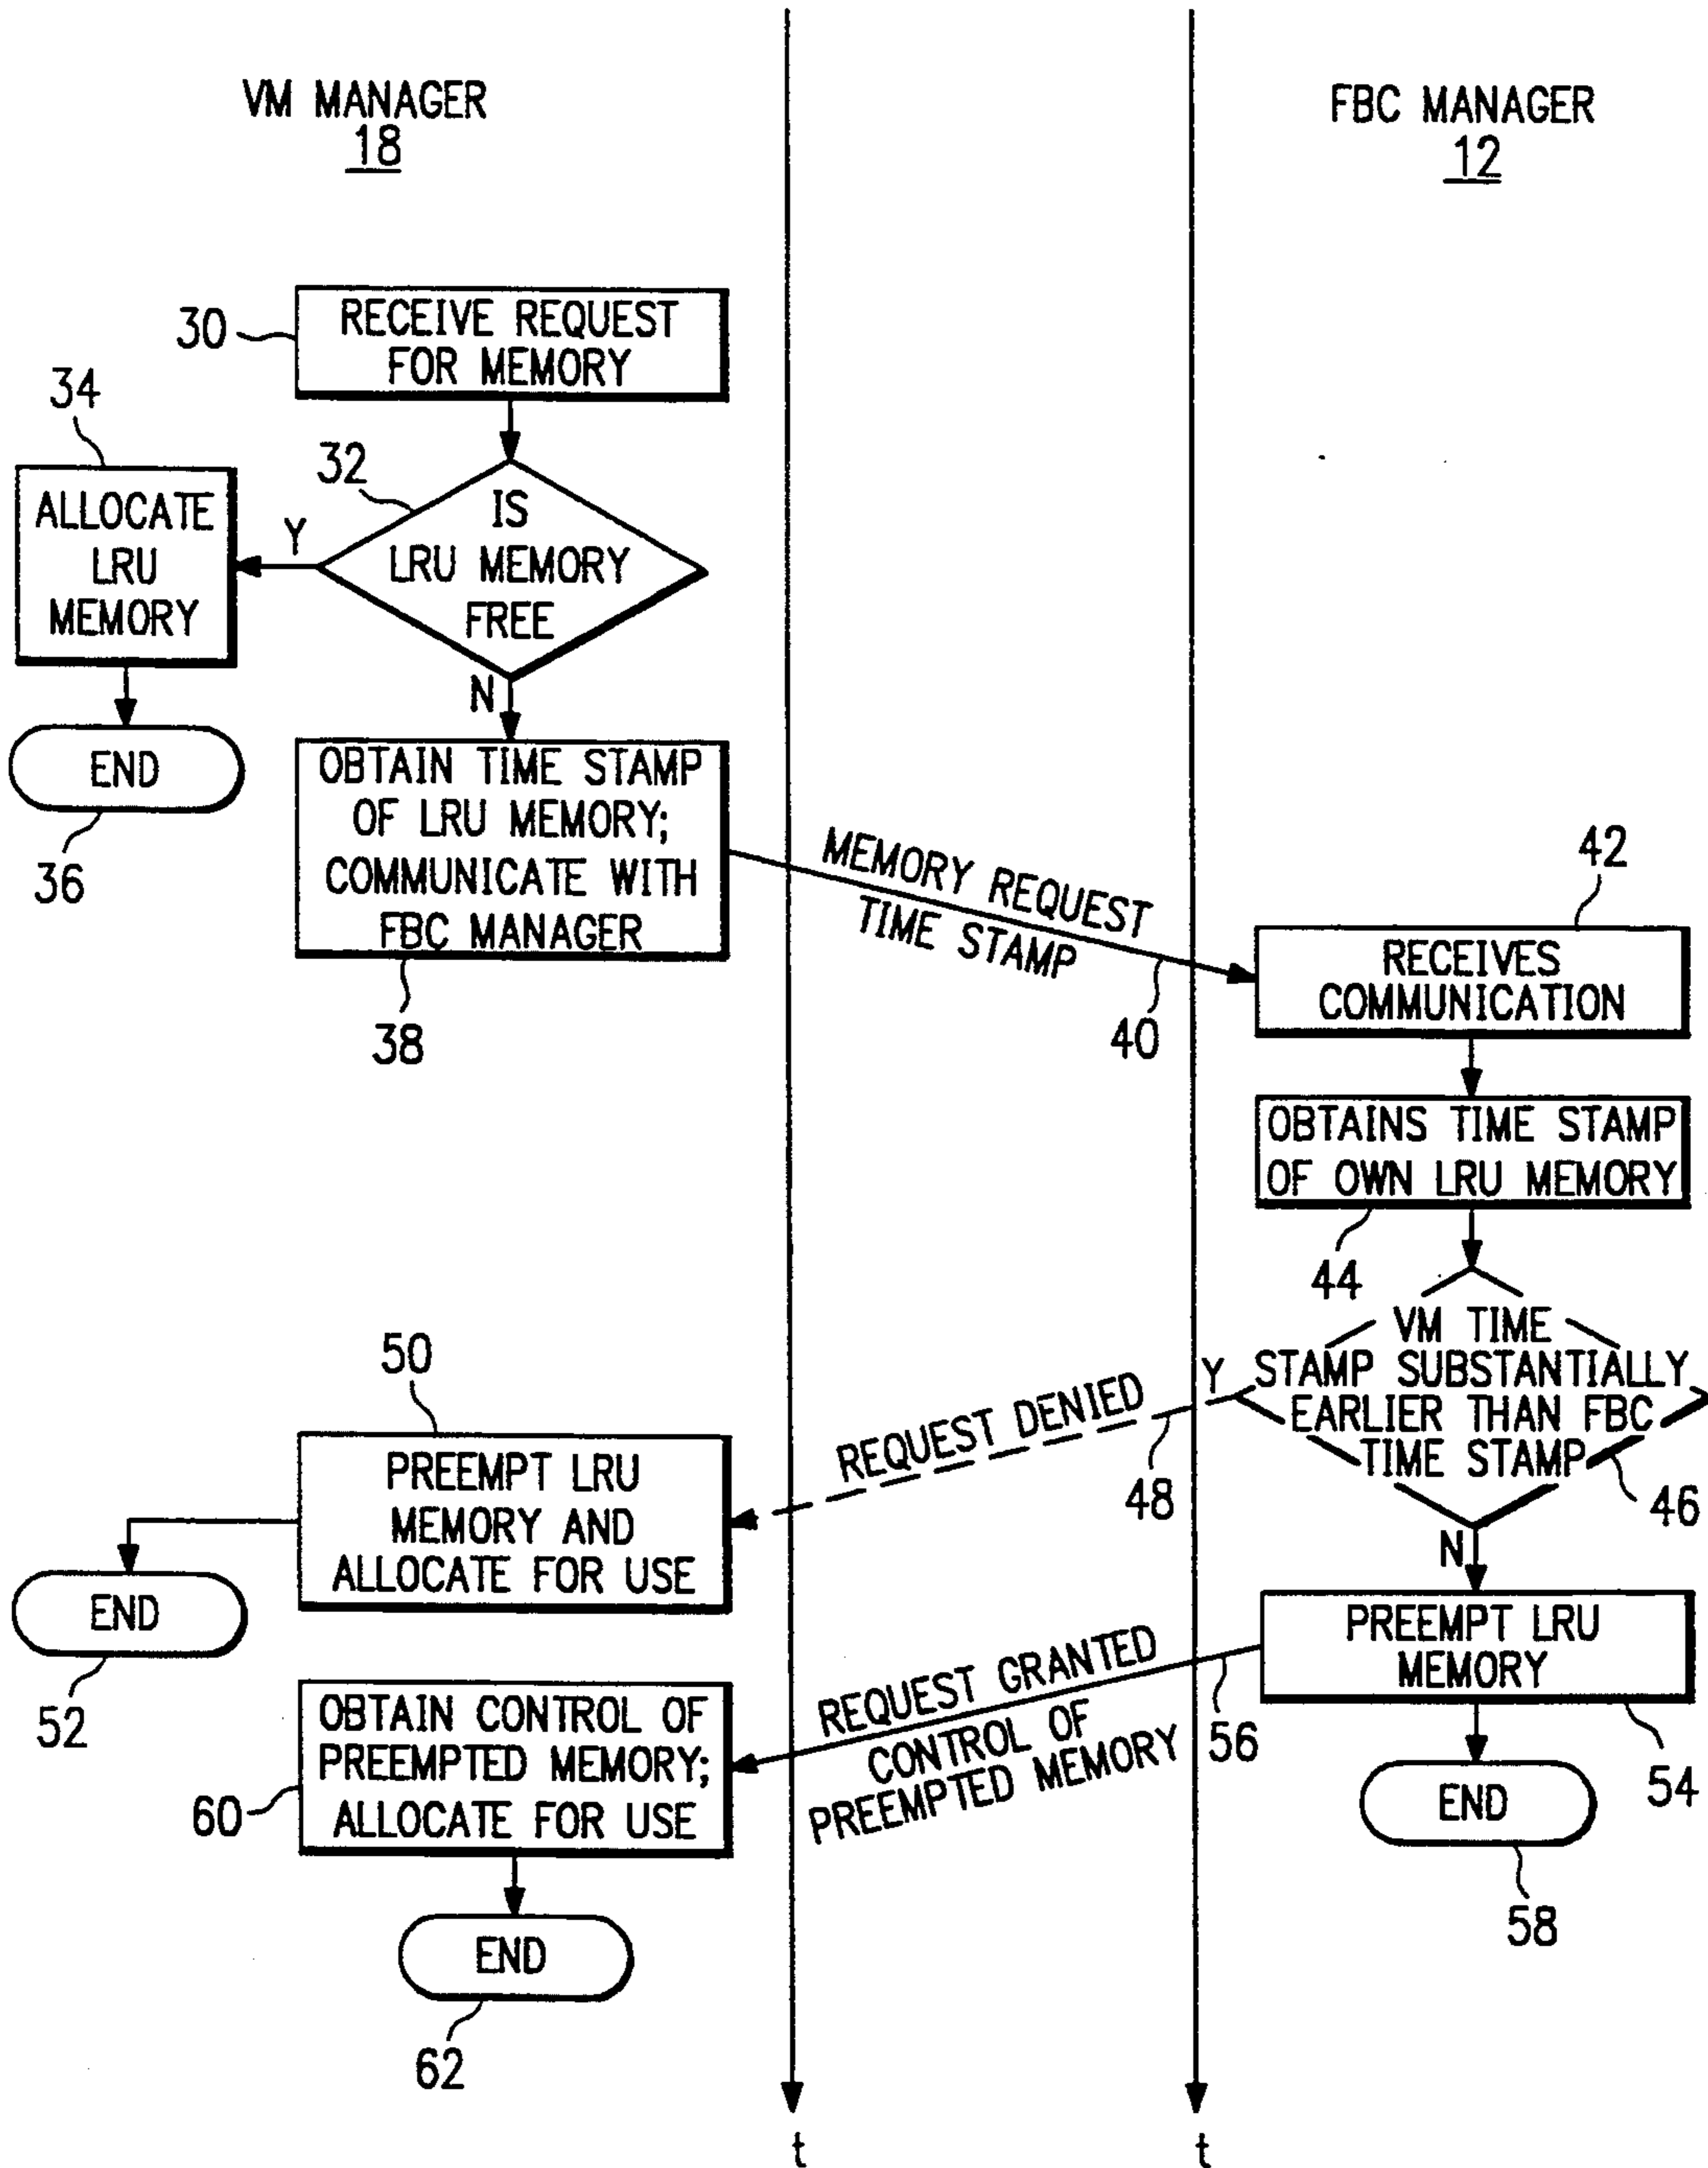 VM MANAGER
18
FBC MANAGER
12
30
RECEIVE REQUEST
FOR MEMORY
34
ALLOCATE
LRU
MEMORY
32
Y
IS
LRU MEMORY
FREE
N
END
36
OBTAIN TIME STAMP
OF LRU MEMORY;
COMMUNICATE WITH
FBC MANAGER
38
MEMORY REQUEST
TIME STAMP
40
42
RECEIVES
COMMUNICATION
OBTAINS TIME STAMP
OF OWN LRU MEMORY
44
VM TIME
STAMP SUBSTANTIALLY
EARLIER THAN FBC
TIME STAMP
46
Y
N
REQUEST DENIED
48
50
PREEMPT LRU
MEMORY AND
ALLOCATE FOR USE
END
52
PREEMPT LRU
MEMORY
54
REQUEST GRANTED
CONTROL OF
PREEMPTED MEMORY
56
END
58
OBTAIN CONTROL OF
PREEMPTED MEMORY;
ALLOCATE FOR USE
60
END
62
t
t